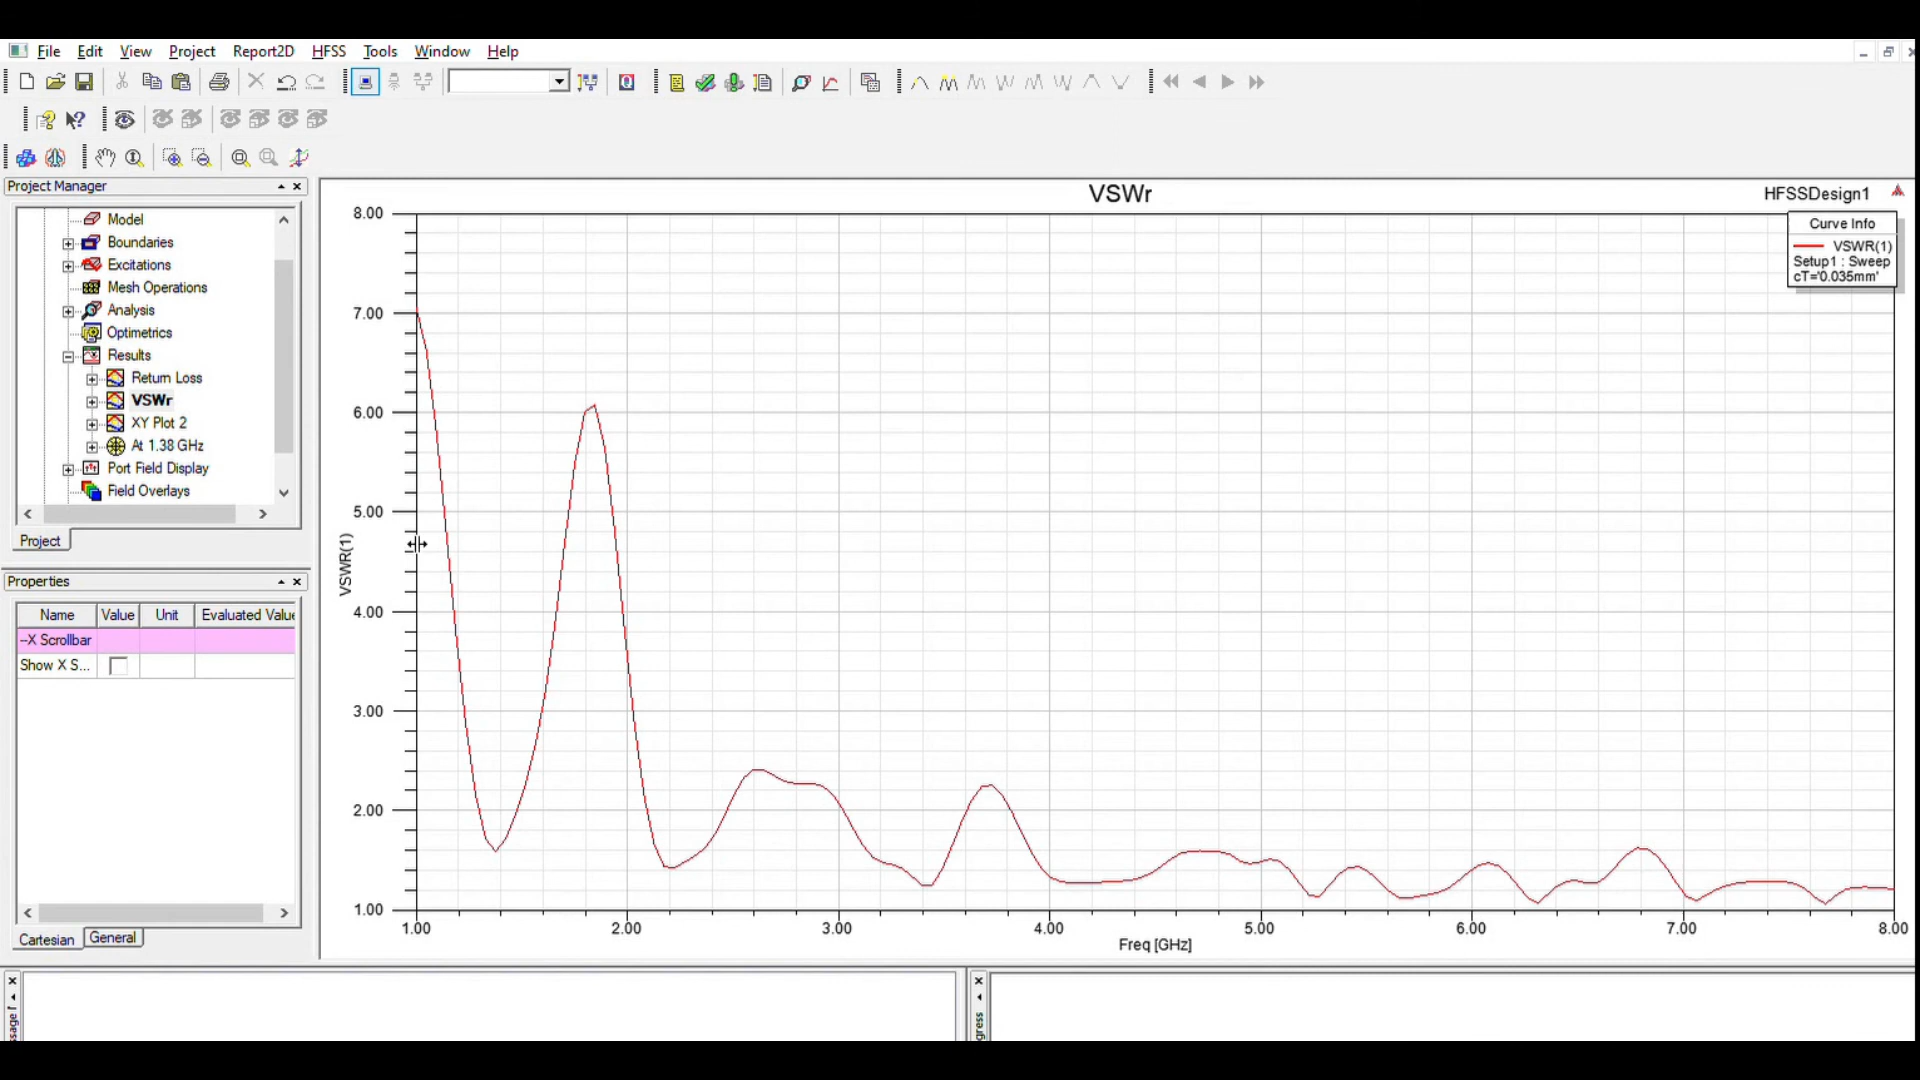 File Edit View Project Report2D HFSS Tools Window Help
Project Manager
Model
Boundaries
Excitations
Mesh Operations
Analysis
Optimetrics
Results
Return Loss
VSWr
XY Plot 2
At 1.38 GHz
Port Field Display
Field Overlays
Project
Properties
Name Value Unit Evaluated Value
--X Scrollbar
Show X S...
Cartesian General
VSWr
HFSSDesign1
Curve Info
VSWR(1)
Setup1 : Sweep
cT='0.035mm'
8.00
7.00
6.00
5.00
4.00
3.00
2.00
1.00
VSWR(1)
1.00 2.00 3.00 4.00 5.00 6.00 7.00 8.00
Freq [GHz]